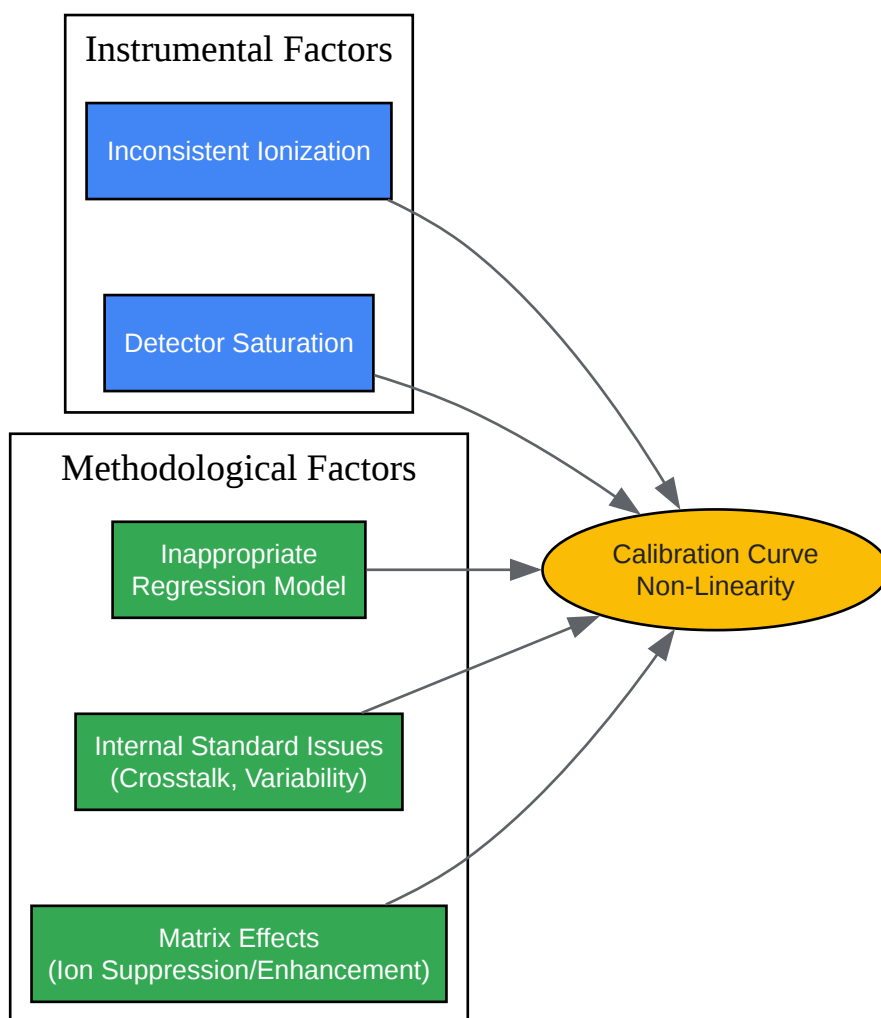 Instrumental Factors
Inconsistent Ionization
Detector Saturation
Methodological Factors
Inappropriate
Regression Model
Internal Standard Issues
(Crosstalk, Variability)
Matrix Effects
(Ion Suppression/Enhancement)
Calibration Curve
Non-Linearity